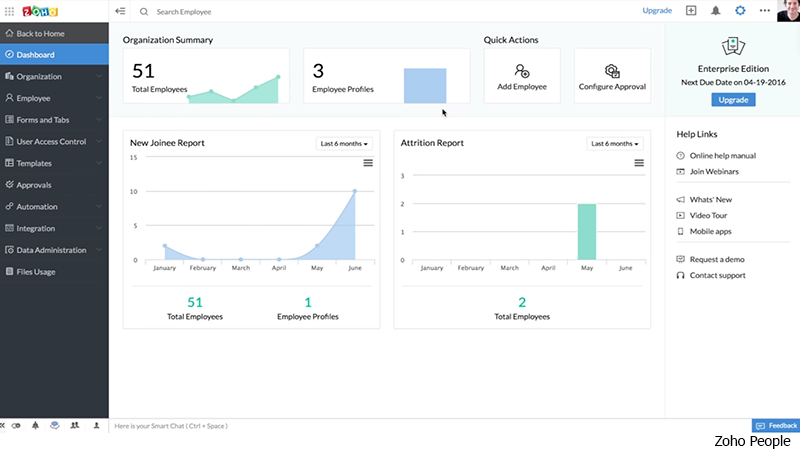 ZOHO
Search Employee
Upgrade
Back to Home
Dashboard
Organization
Employee
Forms and Tabs
User Access Control
Templates
Approvals
Automation
Integration
Data Administration
Files Usage
Organization Summary
51
Total Employees
3
Employee Profiles
Quick Actions
Add Employee
Configure Approval
Enterprise Edition
Next Due Date on 04-19-2016
Upgrade
Help Links
Online help manual
Join Webinars
Whats' New
Video Tour
Mobile apps
Request a demo
Contact support
New Joinee Report
Last 6 months
15
10
5
0
January February March April May June
51
Total Employees
1
Employee Profiles
Attrition Report
Last 6 months
3
2
1
0
January February March April May June
2
Total Employees
Here is your Smart Chat ( Ctrl + Space )
Feedback
Zoho People